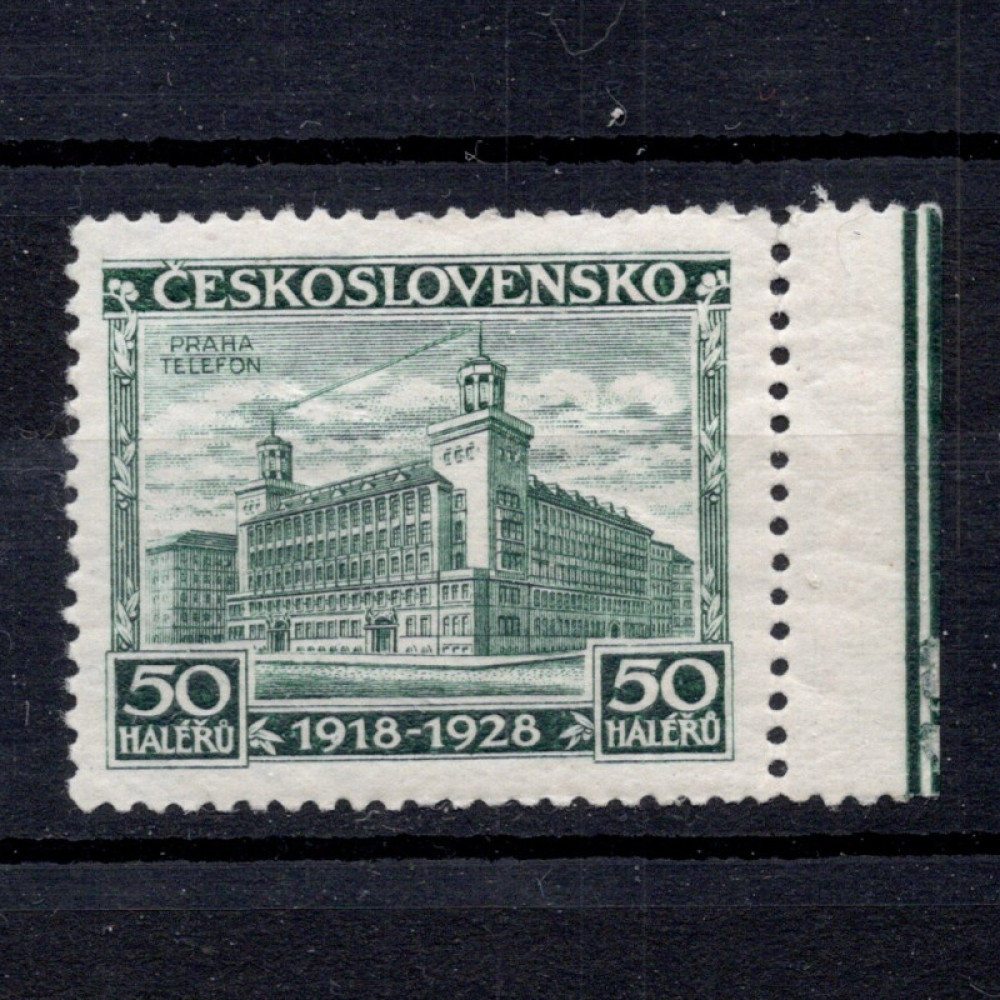 ČESKOSLOVENSKO
PRAHA
TELEFON
50
HALÉŘŮ
1918-1928
50
HALÉŘŮ